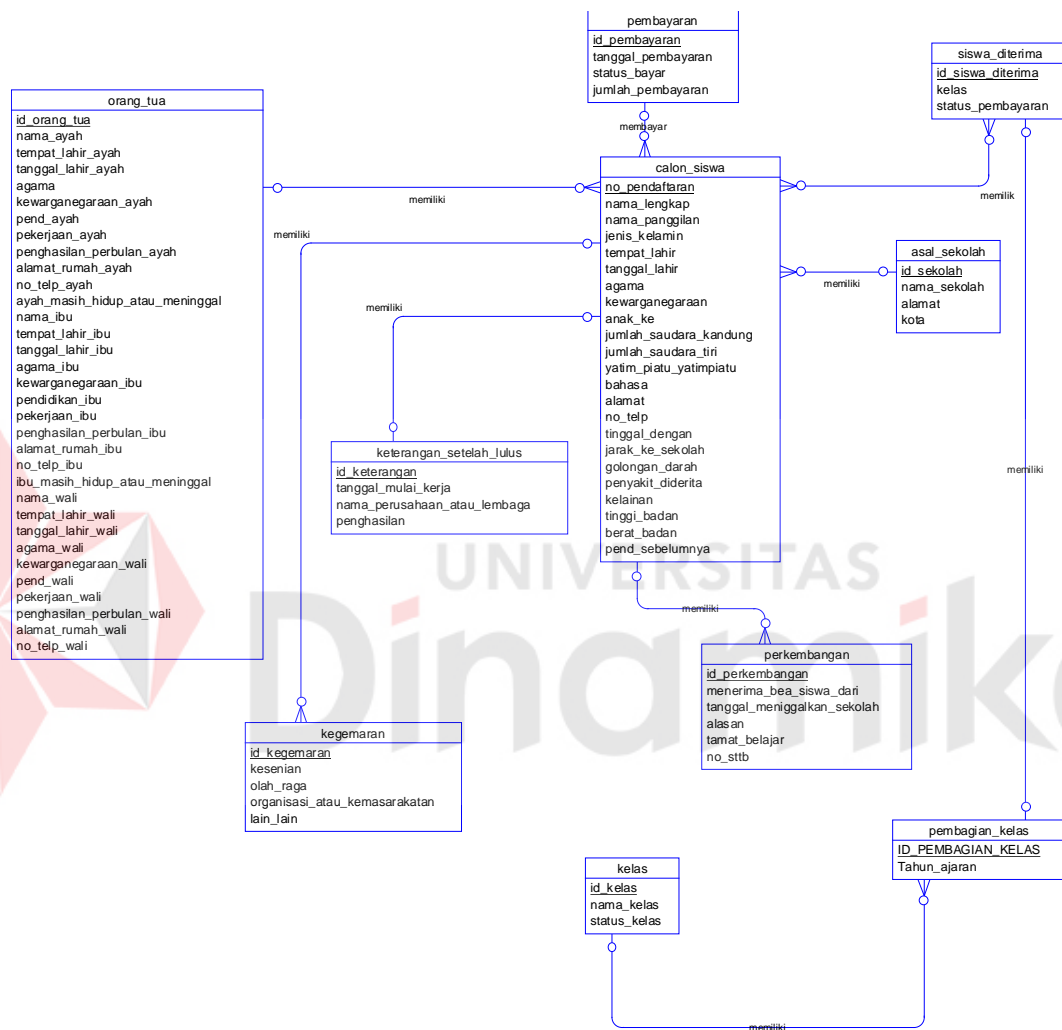 pembayaran
id_pembayaran
tanggal_pembayaran
status_bayar
jumlah_pembayaran
siswa_diterima
id_siswa_diterima
kelas
status_pembayaran
orang_tua
id_orang_tua
nama_ayah
tempat_lahir_ayah
tanggal_lahir_ayah
agama
kewarganegaraan_ayah
pend_ayah
pekerjaan_ayah
penghasilan_perbulan_ayah
alamat_rumah_ayah
no_telp_ayah
ayah_masih_hidup_atau_meninggal
nama_ibu
tempat_lahir_ibu
tanggal_lahir_ibu
agama_ibu
kewarganegaraan_ibu
pendidikan_ibu
pekerjaan_ibu
penghasilan_perbulan_ibu
alamat_rumah_ibu
no_telp_ibu
ibu_masih_hidup_atau_meninggal
nama_wali
tempat_lahir_wali
tanggal_lahir_wali
agama_wali
kewarganegaraan_wali
pend_wali
pekerjaan_wali
penghasilan_perbulan_wali
alamat_rumah_wali
no_telp_wali
membayar
memiliki
memiliki
memiliki
calon_siswa
no_pendaftaran
nama_lengkap
nama_panggilan
jenis_kelamin
tempat_lahir
tanggal_lahir
agama
kewarganegaraan
anak_ke
jumlah_saudara_kandung
jumlah_saudara_tiri
yatim_piatu_yatimpiatu
bahasa
alamat
no_telp
tinggal_dengan
jarak_ke_sekolah
golongan_darah
penyakit_diderita
kelainan
tinggi_badan
berat_badan
pend_sebelumnya
memilik
memiliki
asal_sekolah
id_sekolah
nama_sekolah
alamat
kota
memiliki
keterangan_setelah_lulus
id_keterangan
tanggal_mulai_kerja
nama_perusahaan_atau_lembaga
penghasilan
UNIVERSITAS
Dinamika
memiliki
perkembangan
id_perkembangan
menerima_bea_siswa_dari
tanggal_meniggalkan_sekolah
alasan
tamat_belajar
no_sttb
kegemaran
id_kegemaran
kesenian
olah_raga
organisasi_atau_kemasarakatan
lain_lain
pembagian_kelas
ID_PEMBAGIAN_KELAS
Tahun_ajaran
kelas
id_kelas
nama_kelas
status_kelas
memiliki